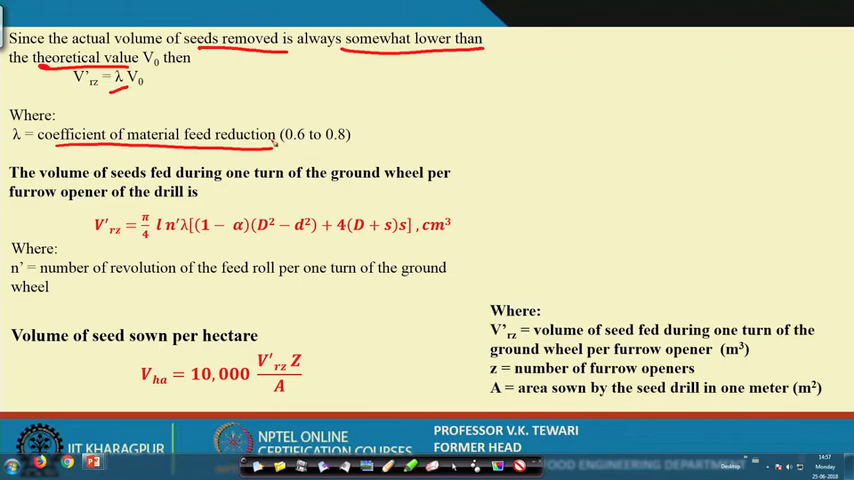 Since the actual volume of seeds removed is always somewhat lower than
the theoretical value V₀ then
V'rz = λ V₀
Where:
λ = coefficient of material feed reduction (0.6 to 0.8)
The volume of seeds fed during one turn of the ground wheel per
furrow opener of the drill is
V'rz = π/4 l n'λ[(1 − α)(D² − d²) + 4(D + s)s] , cm³
Where:
n' = number of revolution of the feed roll per one turn of the ground
wheel
Volume of seed sown per hectare
Vha = 10,000 V'rz Z / A
Where:
V'rz = volume of seed fed during one turn of the
ground wheel per furrow opener (m³)
z = number of furrow openers
A = area sown by the seed drill in one meter (m²)
IIT KHARAGPUR
NPTEL ONLINE
CERTIFICATION COURSES
PROFESSOR V.K. TEWARI
FORMER HEAD
FOOD ENGINEERING DEPARTMENT
Desktop
14:57
Monday
25-06-2018